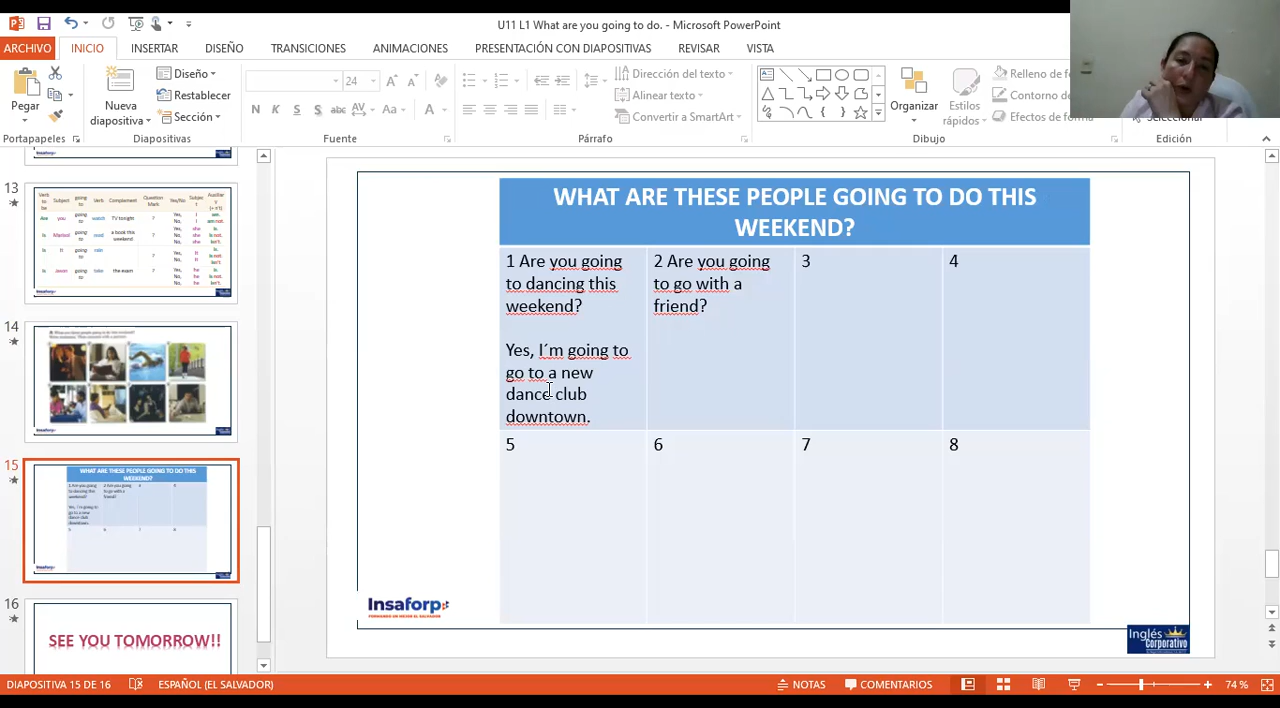 U11 L1 What are you going to do. - Microsoft PowerPoint
ARCHIVO INICIO INSERTAR DISEÑO TRANSICIONES ANIMACIONES PRESENTACIÓN CON DIAPOSITIVAS REVISAR VISTA
Pegar
Nueva
diapositiva
Diseño
Restablecer
Sección
24
N K S S abc AV Aa A
Dirección del texto
Alinear texto
Convertir a SmartArt
Organizar
Estilos
rápidos
Relleno de
Contorno de
Efectos de forma
Seleccionar
Portapapeles Diapositivas Fuente Párrafo Dibujo Edición
13
14
15
16
SEE YOU TOMORROW!!
WHAT ARE THESE PEOPLE GOING TO DO THIS
WEEKEND?
1 Are you going
to dancing this
weekend?
Yes, I´m going to
go to a new
dance club
downtown.
2 Are you going
to go with a
friend?
3
4
5
6
7
8
Insaforp
Inglés
Corporativo
DIAPOSITIVA 15 DE 16 ESPAÑOL (EL SALVADOR) NOTAS COMENTARIOS 74 %